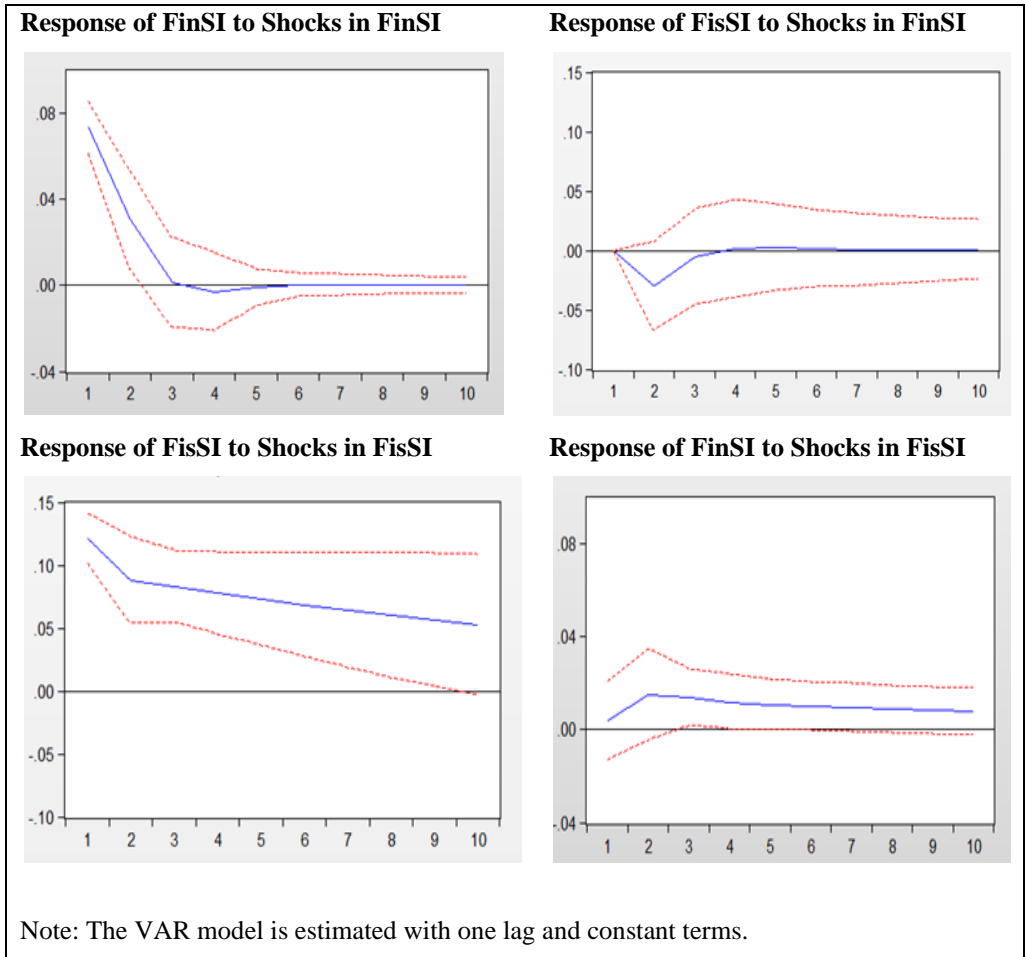 Response of FinSI to Shocks in FinSI
Response of FisSI to Shocks in FinSI
.08
.04
.00
-.04
1 2 3 4 5 6 7 8 9 10
.15
.10
.05
.00
-.05
-.10
1 2 3 4 5 6 7 8 9 10
Response of FisSI to Shocks in FisSI
Response of FinSI to Shocks in FisSI
.15
.10
.05
.00
-.05
-.10
1 2 3 4 5 6 7 8 9 10
.08
.04
.00
-.04
1 2 3 4 5 6 7 8 9 10
Note: The VAR model is estimated with one lag and constant terms.